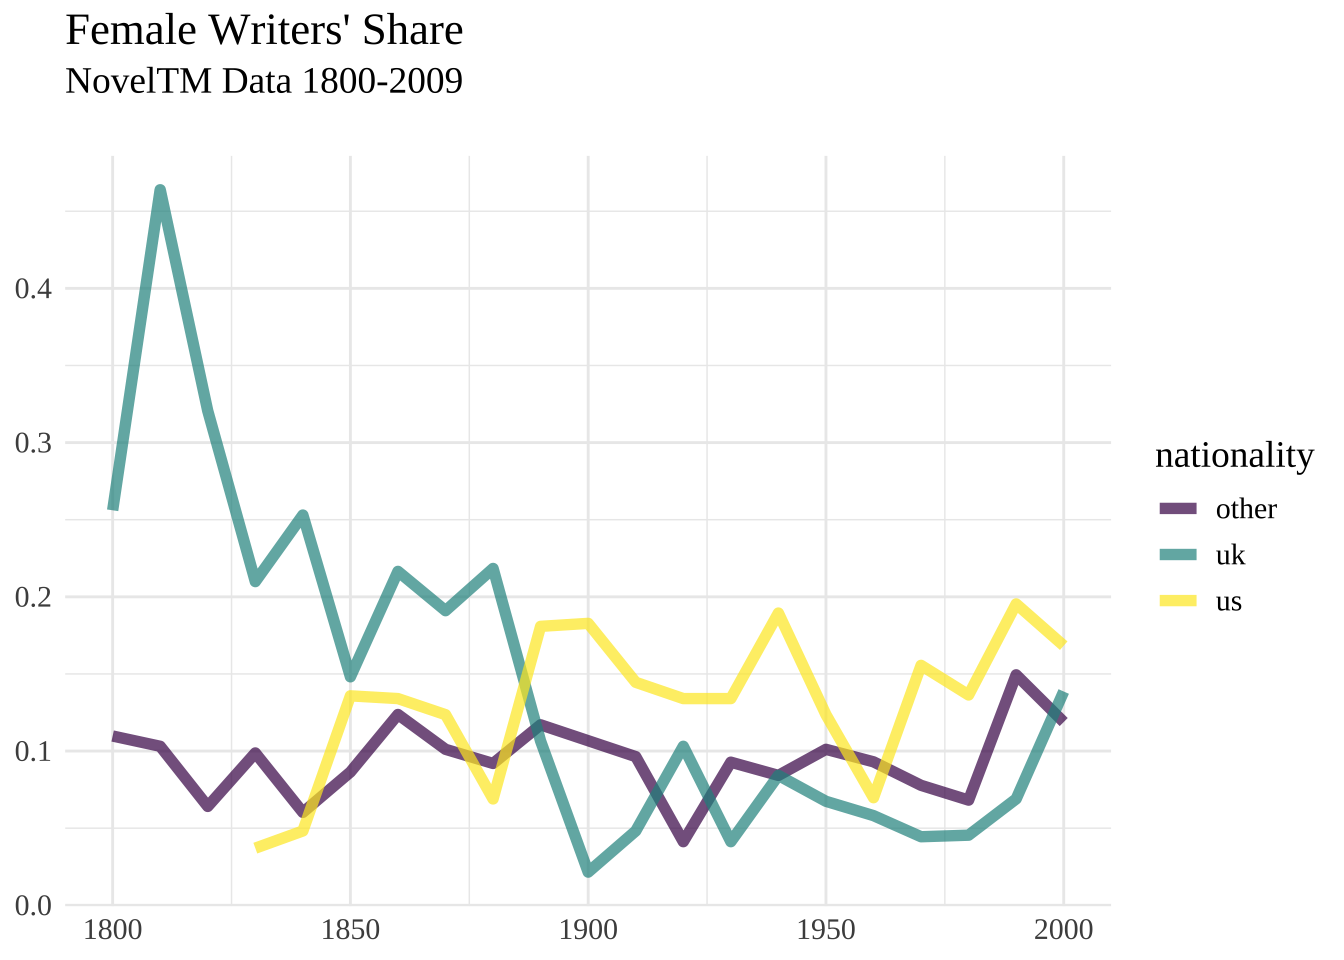 Female Writers' Share
NovelTM Data 1800-2009
0.4
0.3
0.2
0.1
0.0
1800 1850 1900 1950 2000
nationality
other
uk
us